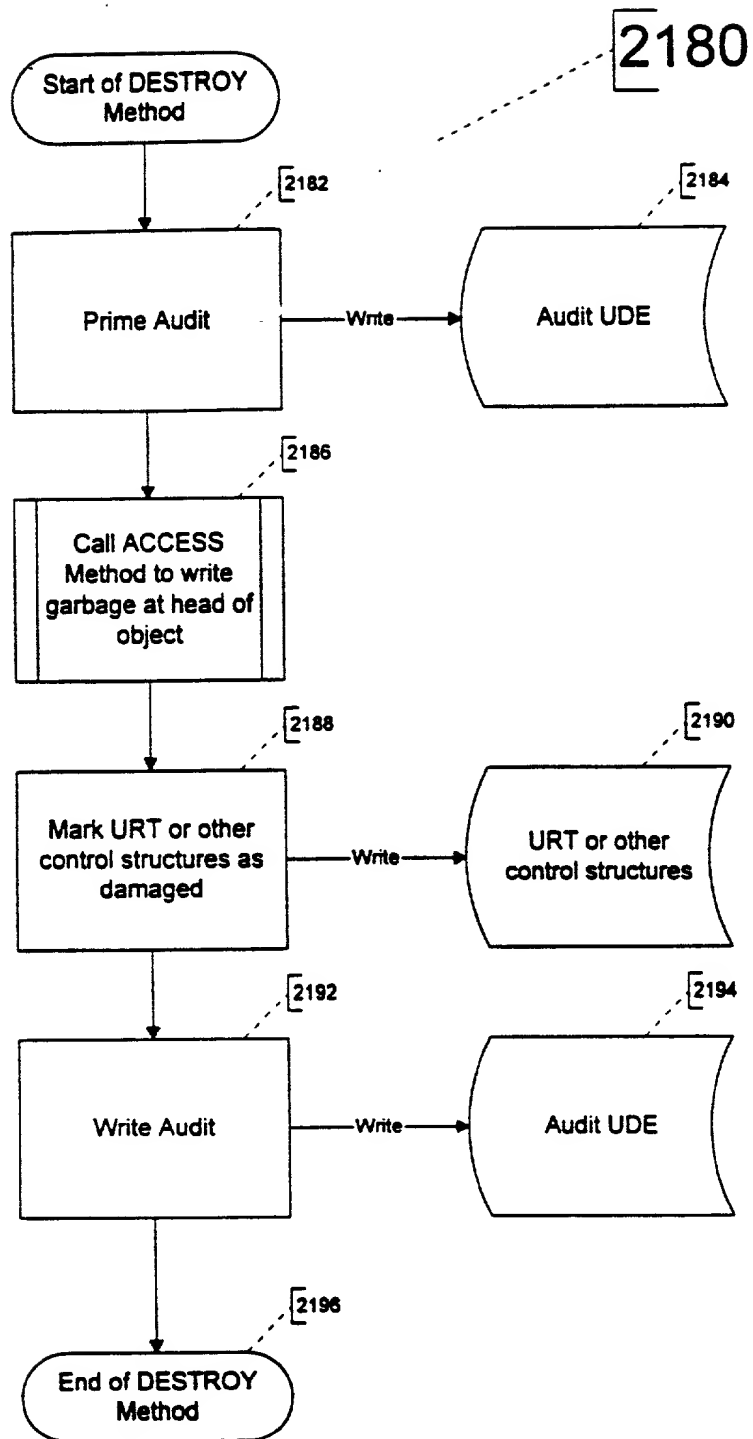 2180
Start of DESTROY
Method
2182
2184
Prime Audit
Write
Audit UDE
2186
Call ACCESS
Method to write
garbage at head of
object
2188
2190
Mark URT or other
control structures as
damaged
Write
URT or other
control structures
2192
2194
Write Audit
Write
Audit UDE
2196
End of DESTROY
Method